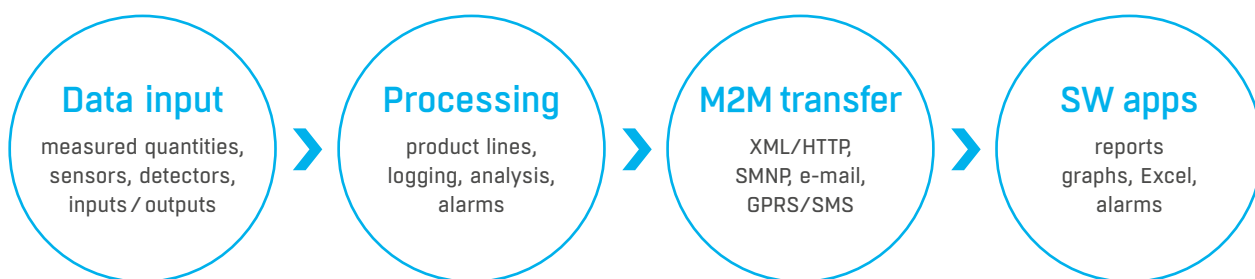 Data input
measured quantities,
sensors, detectors,
inputs / outputs
Processing
product lines,
logging, analysis,
alarms
M2M transfer
XML/HTTP,
SMNP, e-mail,
GPRS/SMS
SW apps
reports
graphs, Excel,
alarms